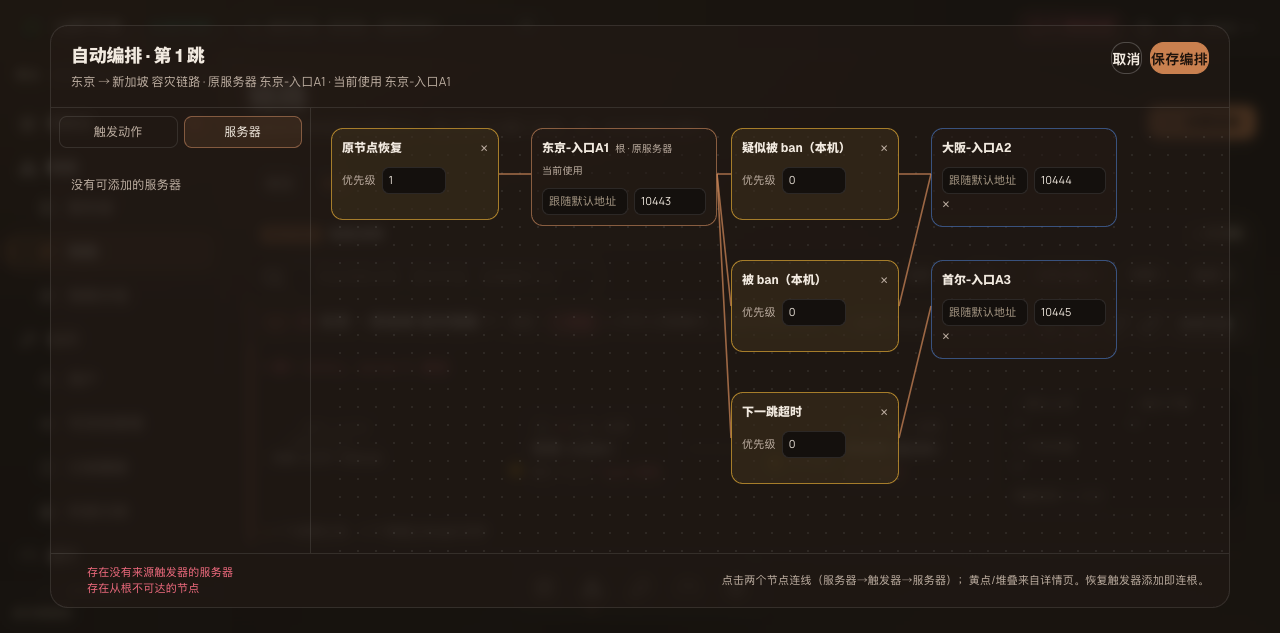 自动编排 · 第 1 跳
取消
保存编排
东京 → 新加坡 容灾链路 · 原服务器 东京-入口A1 · 当前使用 东京-入口A1
触发动作
服务器
没有可添加的服务器
原节点恢复 ×
优先级 1
东京-入口A1 根 · 原服务器
当前使用
跟随默认地址 10443
疑似被 ban（本机） ×
优先级 0
大阪-入口A2
跟随默认地址 10444
×
被 ban（本机） ×
优先级 0
首尔-入口A3
跟随默认地址 10445
×
下一跳超时 ×
优先级 0
存在没有来源触发器的服务器
存在从根不可达的节点
点击两个节点连线（服务器→触发器→服务器）；黄点/堆叠来自详情页。恢复触发器添加即连根。